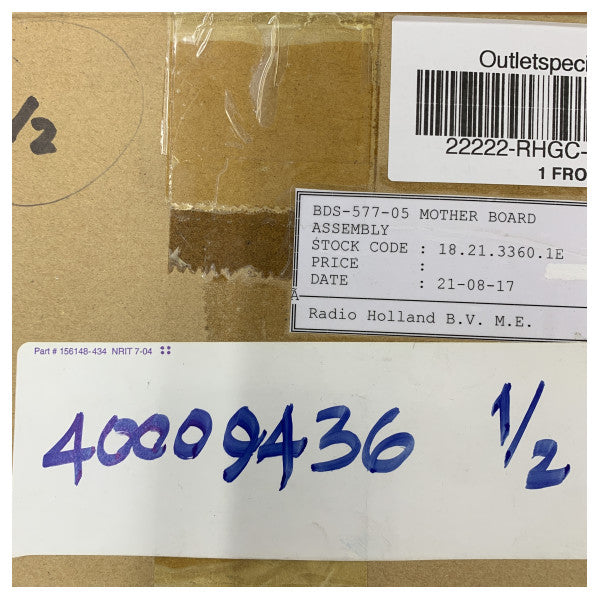 1/2
Outletspeci
22222-RHGC-
1 FRO
BDS-577-05 MOTHER BOARD
ASSEMBLY
STOCK CODE : 18.21.3360.1E
PRICE :
DATE : 21-08-17
A
Radio Holland B.V. M.E.
Part # 156148-434 NRIT 7-04
40009436 1/2